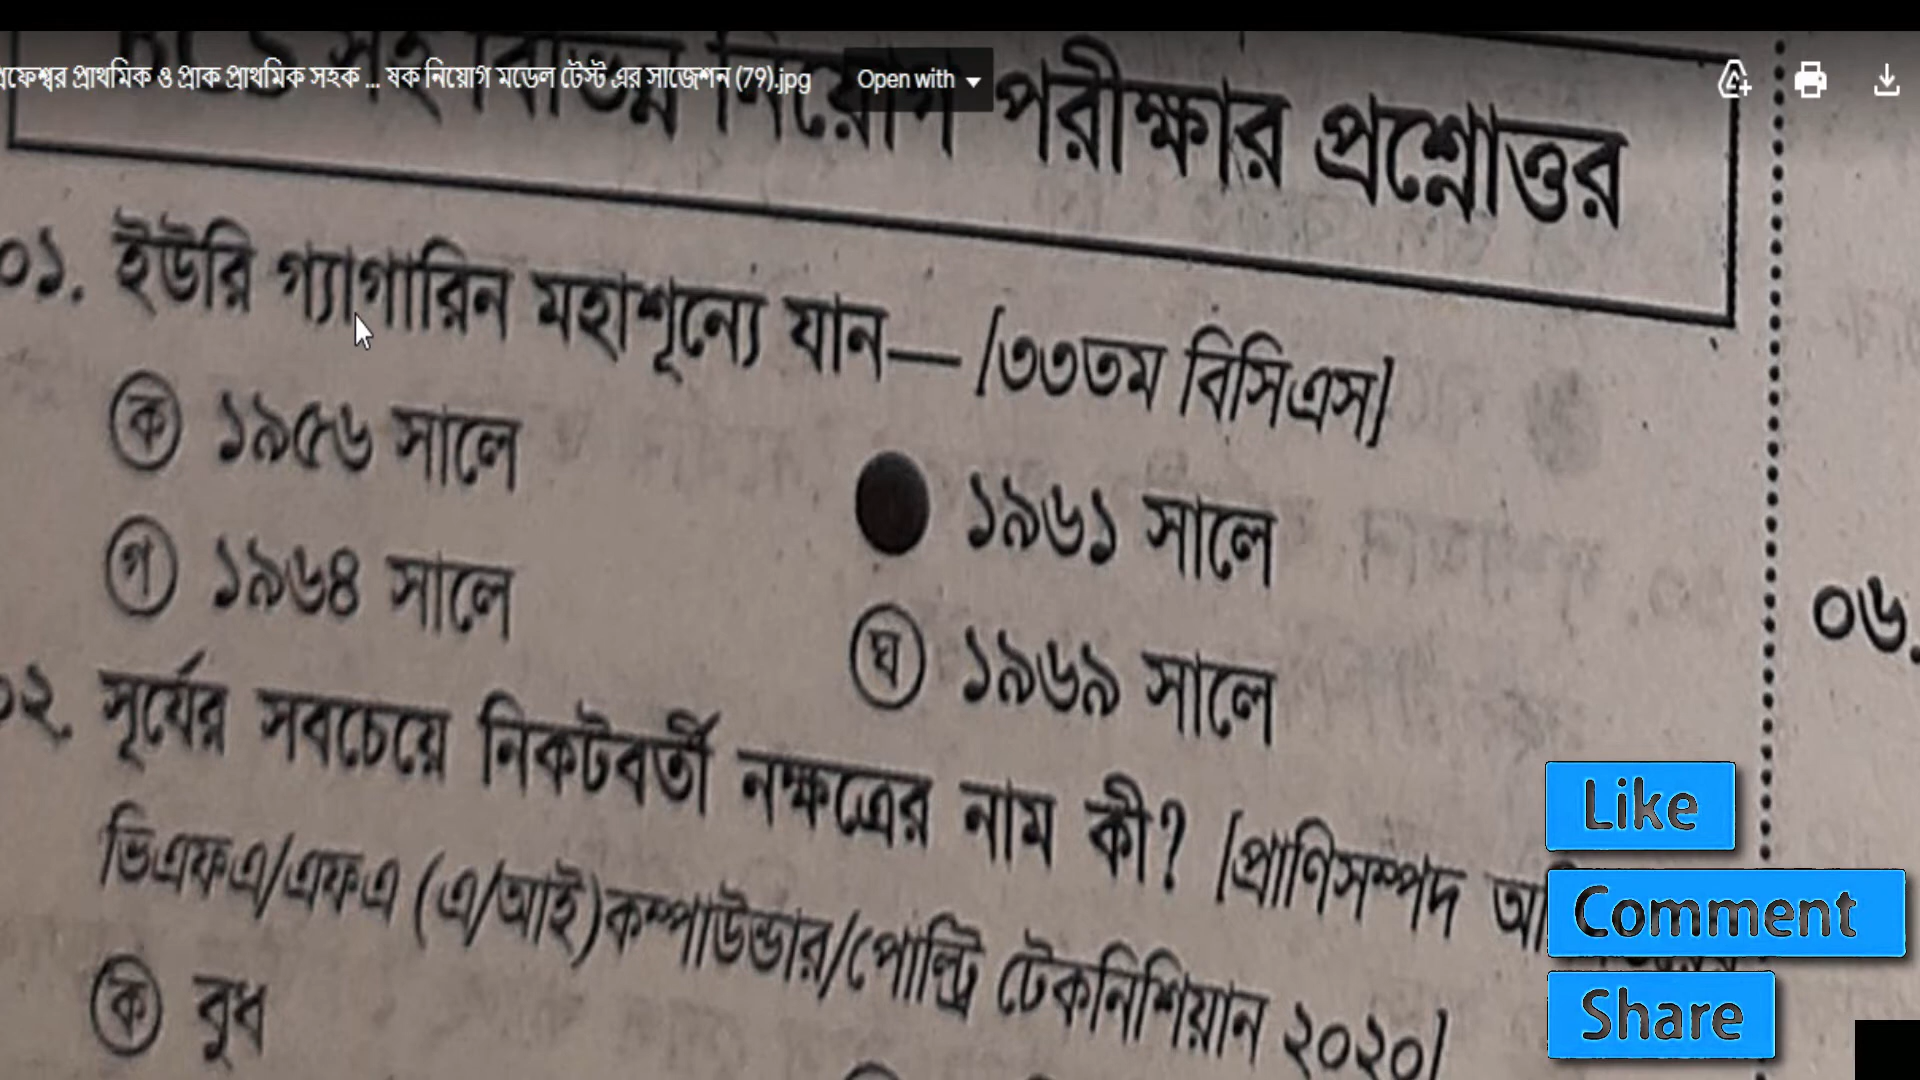 প্রফেশ্বর প্রাথমিক ও প্রাক প্রাথমিক সহক ... ষক নিয়োগ মডেল টেস্ট এর সাজেশন (79).jpg Open with
সহ বিভিন্ন নিয়োগ পরীক্ষার প্রশ্নোত্তর
০১. ইউরি গ্যাগারিন মহাশূন্যে যান— [৩৩তম বিসিএস]
ক ১৯৫৬ সালে
১৯৬১ সালে
গ ১৯৬৪ সালে
ঘ ১৯৬৯ সালে
০২. সূর্যের সবচেয়ে নিকটবর্তী নক্ষত্রের নাম কী? [প্রাণিসম্পদ
ভিএফএ/এফএ (এ/আই)কম্পাউন্ডার/পোল্ট্রি টেকনিশিয়ান ২০২০]
ক বুধ
০৬.
Like
Comment
Share